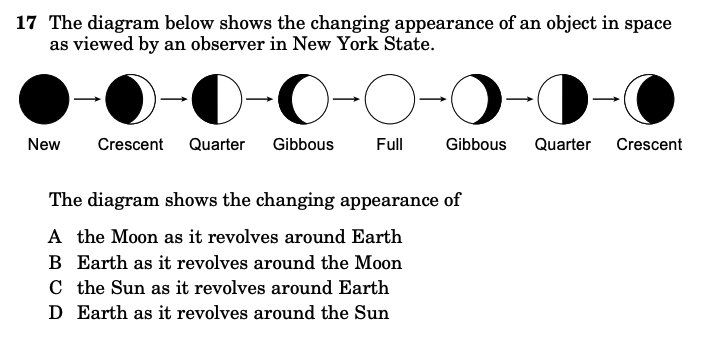 17 The diagram below shows the changing appearance of an object in space
as viewed by an observer in New York State.
New Crescent Quarter Gibbous Full Gibbous Quarter Crescent
The diagram shows the changing appearance of
A the Moon as it revolves around Earth
B Earth as it revolves around the Moon
C the Sun as it revolves around Earth
D Earth as it revolves around the Sun